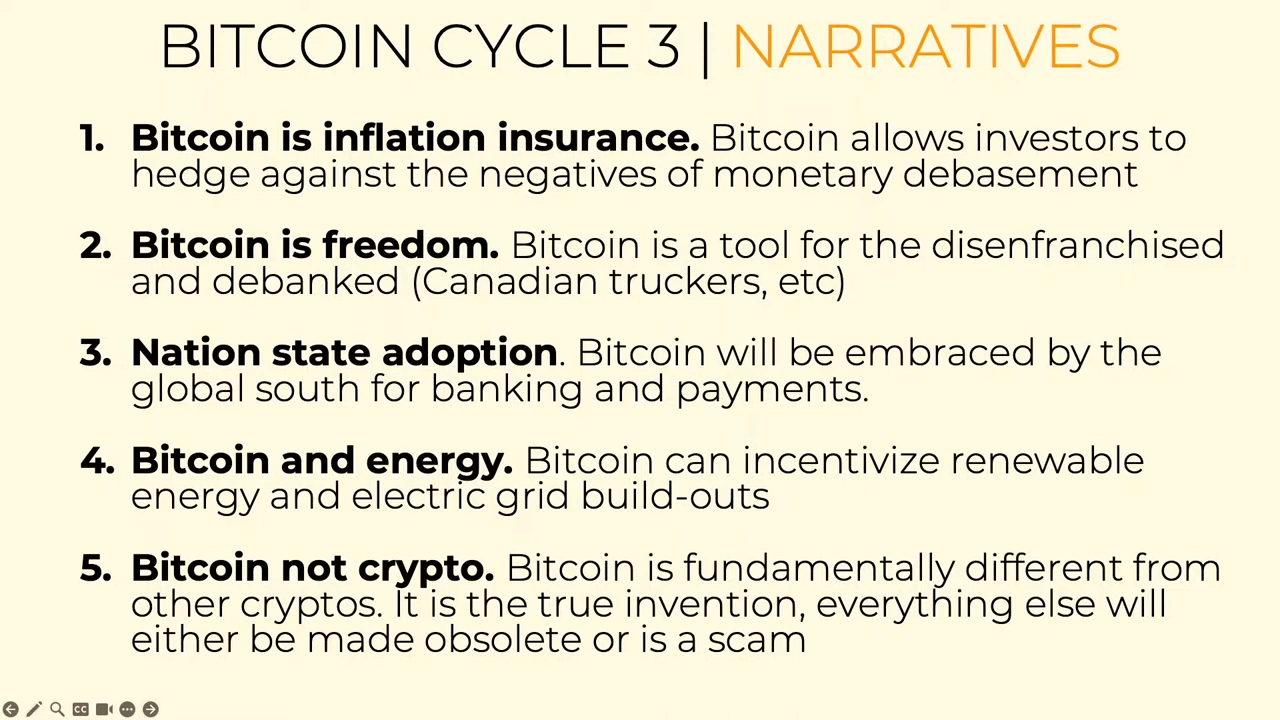 BITCOIN CYCLE 3 | NARRATIVES
1. Bitcoin is inflation insurance. Bitcoin allows investors to
hedge against the negatives of monetary debasement
2. Bitcoin is freedom. Bitcoin is a tool for the disenfranchised
and debanked (Canadian truckers, etc)
3. Nation state adoption. Bitcoin will be embraced by the
global south for banking and payments.
4. Bitcoin and energy. Bitcoin can incentivize renewable
energy and electric grid build-outs
5. Bitcoin not crypto. Bitcoin is fundamentally different from
other cryptos. It is the true invention, everything else will
either be made obsolete or is a scam
CC